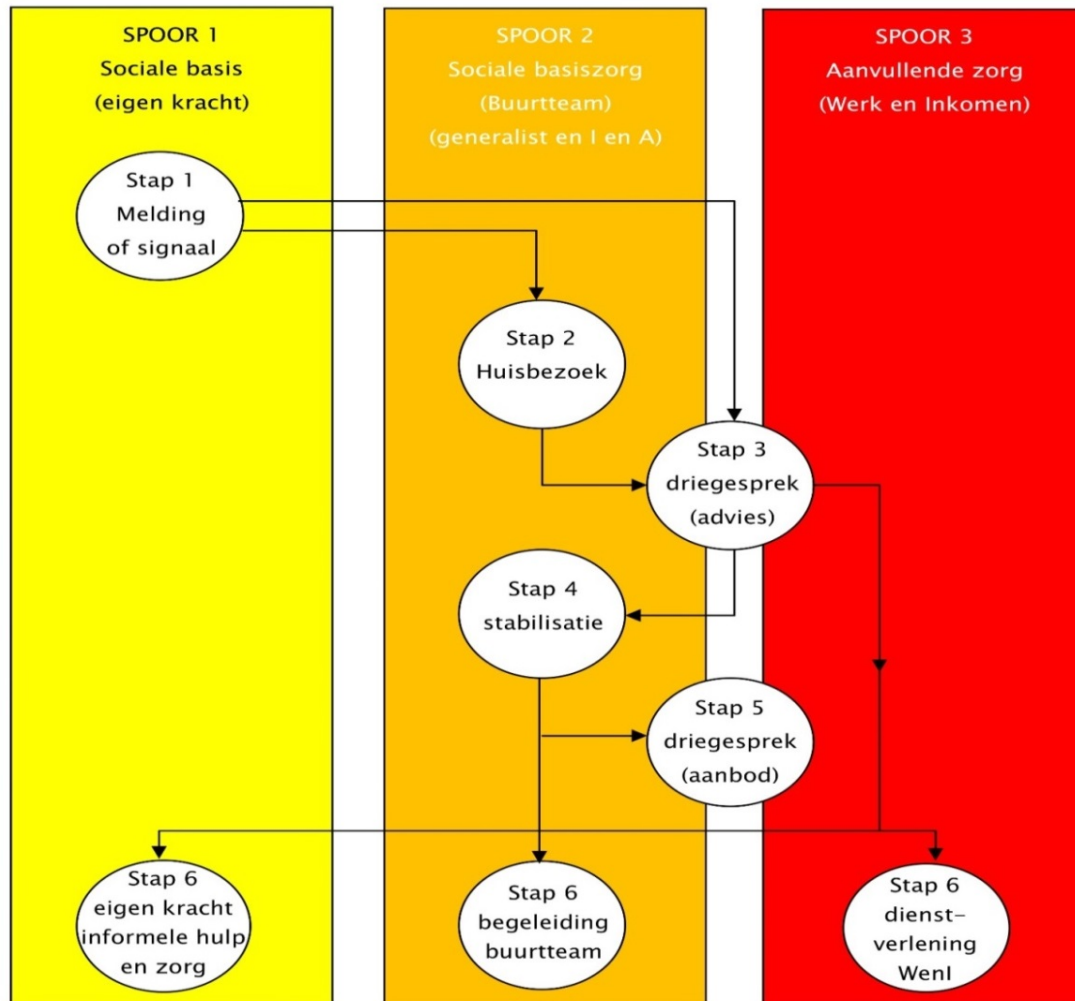 SPOOR 1
Sociale basis
(eigen kracht)
SPOOR 2
Sociale basiszorg
(Buurtteam)
(generalist en I en A)
SPOOR 3
Aanvullende zorg
(Werk en Inkomen)
Stap 1
Melding
of signaal
Stap 2
Huisbezoek
Stap 3
driegesprek
(advies)
Stap 4
stabilisatie
Stap 5
driegesprek
(aanbod)
Stap 6
eigen kracht
informele hulp
en zorg
Stap 6
begeleiding
buurtteam
Stap 6
dienst-
verlening
WenI